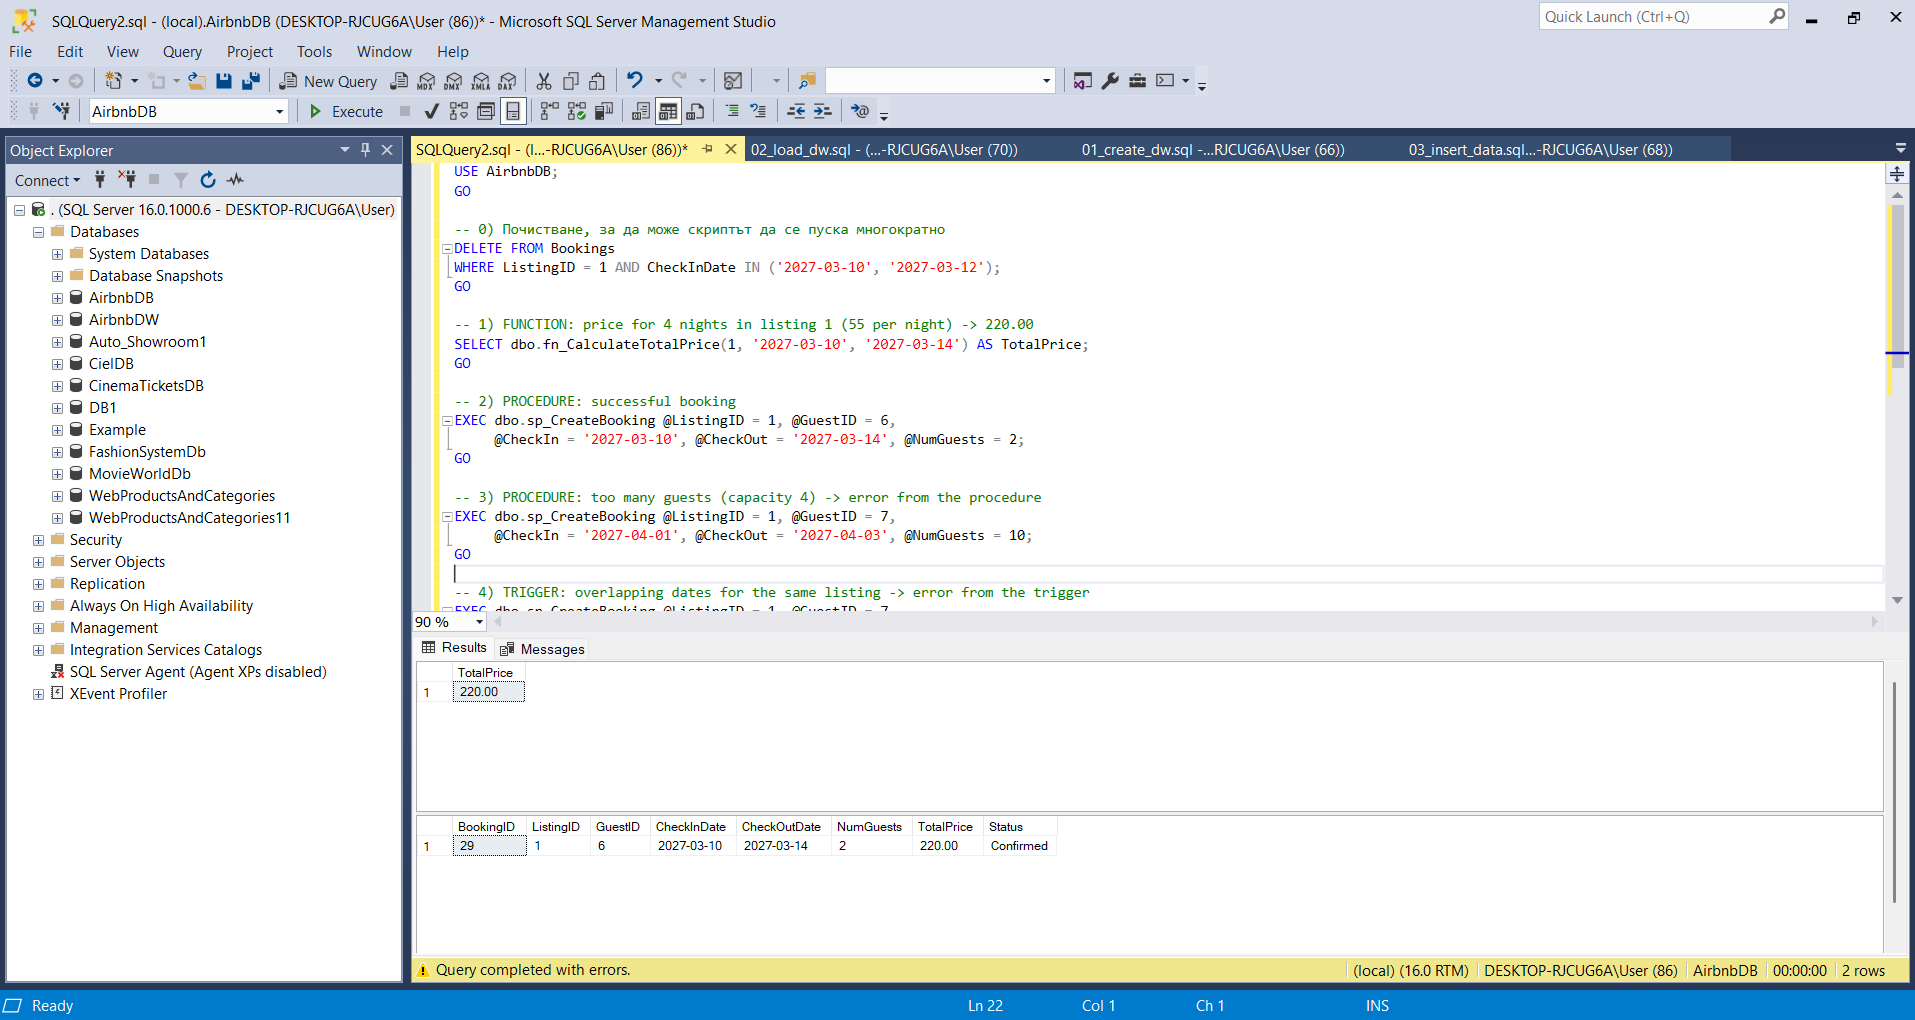 SQLQuery2.sql - (local).AirbnbDB (DESKTOP-RJCUG6A\User (86))* - Microsoft SQL Server Management Studio
Quick Launch (Ctrl+Q)
File Edit View Query Project Tools Window Help
New Query
MDX DMX XMLA DAX
AirbnbDB
Execute
Object Explorer
Connect
. (SQL Server 16.0.1000.6 - DESKTOP-RJCUG6A\User)
Databases
System Databases
Database Snapshots
AirbnbDB
AirbnbDW
Auto_Showroom1
CielDB
CinemaTicketsDB
DB1
Example
FashionSystemDb
MovieWorldDb
WebProductsAndCategories
WebProductsAndCategories11
Security
Server Objects
Replication
Always On High Availability
Management
Integration Services Catalogs
SQL Server Agent (Agent XPs disabled)
XEvent Profiler
SQLQuery2.sql - (l...-RJCUG6A\User (86))* 02_load_dw.sql - (...-RJCUG6A\User (70)) 01_create_dw.sql -...RJCUG6A\User (66)) 03_insert_data.sql...-RJCUG6A\User (68))
USE AirbnbDB;
GO
-- 0) Почистване, за да може скриптът да се пуска многократно
DELETE FROM Bookings
WHERE ListingID = 1 AND CheckInDate IN ('2027-03-10', '2027-03-12');
GO
-- 1) FUNCTION: price for 4 nights in listing 1 (55 per night) -> 220.00
SELECT dbo.fn_CalculateTotalPrice(1, '2027-03-10', '2027-03-14') AS TotalPrice;
GO
-- 2) PROCEDURE: successful booking
EXEC dbo.sp_CreateBooking @ListingID = 1, @GuestID = 6,
@CheckIn = '2027-03-10', @CheckOut = '2027-03-14', @NumGuests = 2;
GO
-- 3) PROCEDURE: too many guests (capacity 4) -> error from the procedure
EXEC dbo.sp_CreateBooking @ListingID = 1, @GuestID = 7,
@CheckIn = '2027-04-01', @CheckOut = '2027-04-03', @NumGuests = 10;
GO
-- 4) TRIGGER: overlapping dates for the same listing -> error from the trigger
EXEC dbo.sp_CreateBooking @ListingID = 1, @GuestID = 7
90 %
Results Messages
TotalPrice
1 220.00
BookingID ListingID GuestID CheckInDate CheckOutDate NumGuests TotalPrice Status
1 29 1 6 2027-03-10 2027-03-14 2 220.00 Confirmed
Query completed with errors. (local) (16.0 RTM) DESKTOP-RJCUG6A\User (86) AirbnbDB 00:00:00 2 rows
Ready Ln 22 Col 1 Ch 1 INS